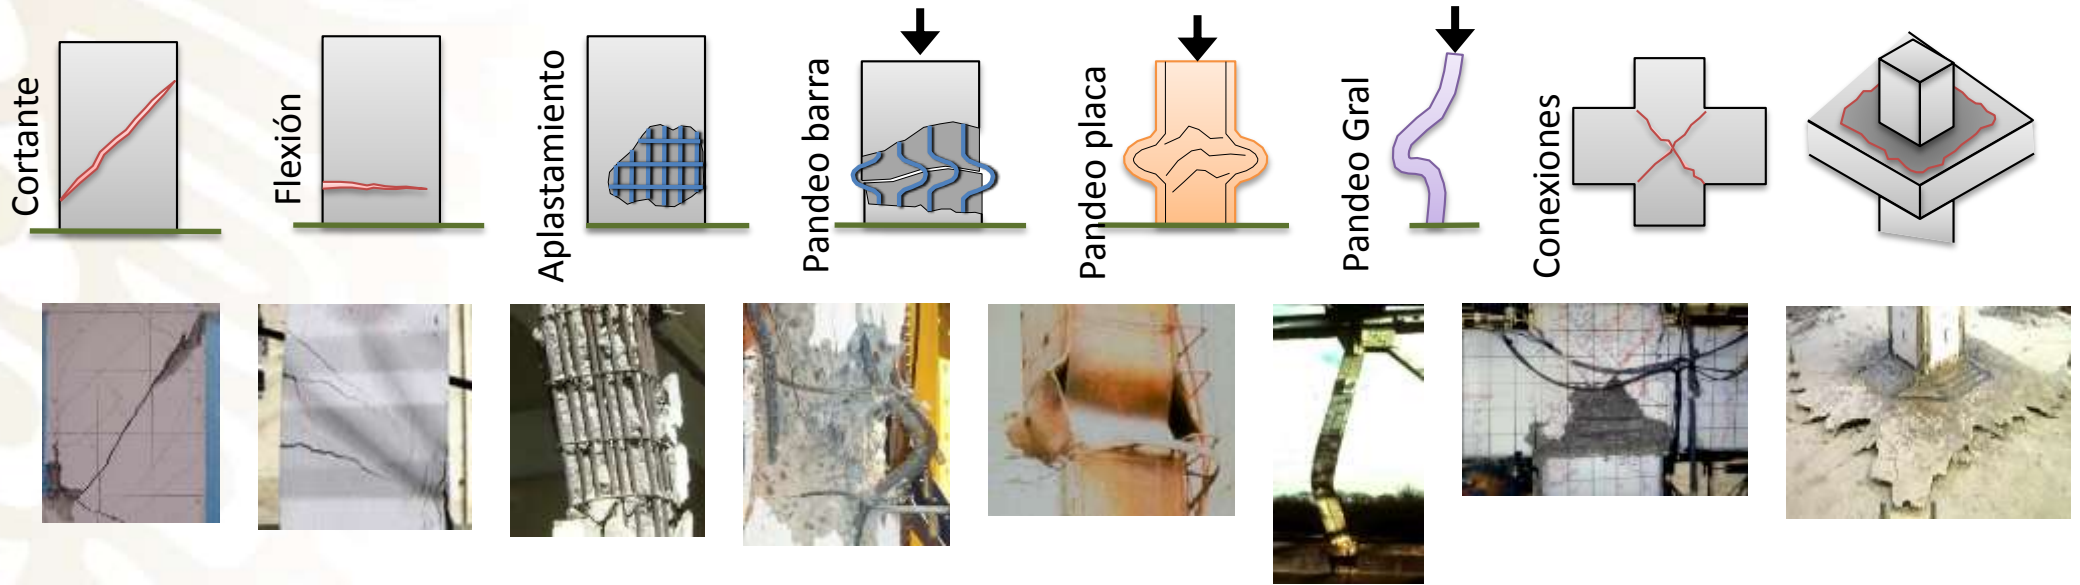 Cortante
Flexión
Aplastamiento
Pandeo barra
Pandeo placa
Pandeo Gral
Conexiones